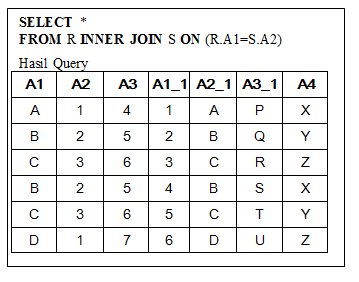 SELECT *
FROM R INNER JOIN S ON (R.A1=S.A2)
Hasil Query
A1 A2 A3 A1_1 A2_1 A3_1 A4
A 1 4 1 A P X
B 2 5 2 B Q Y
C 3 6 3 C R Z
B 2 5 4 B S X
C 3 6 5 C T Y
D 1 7 6 D U Z